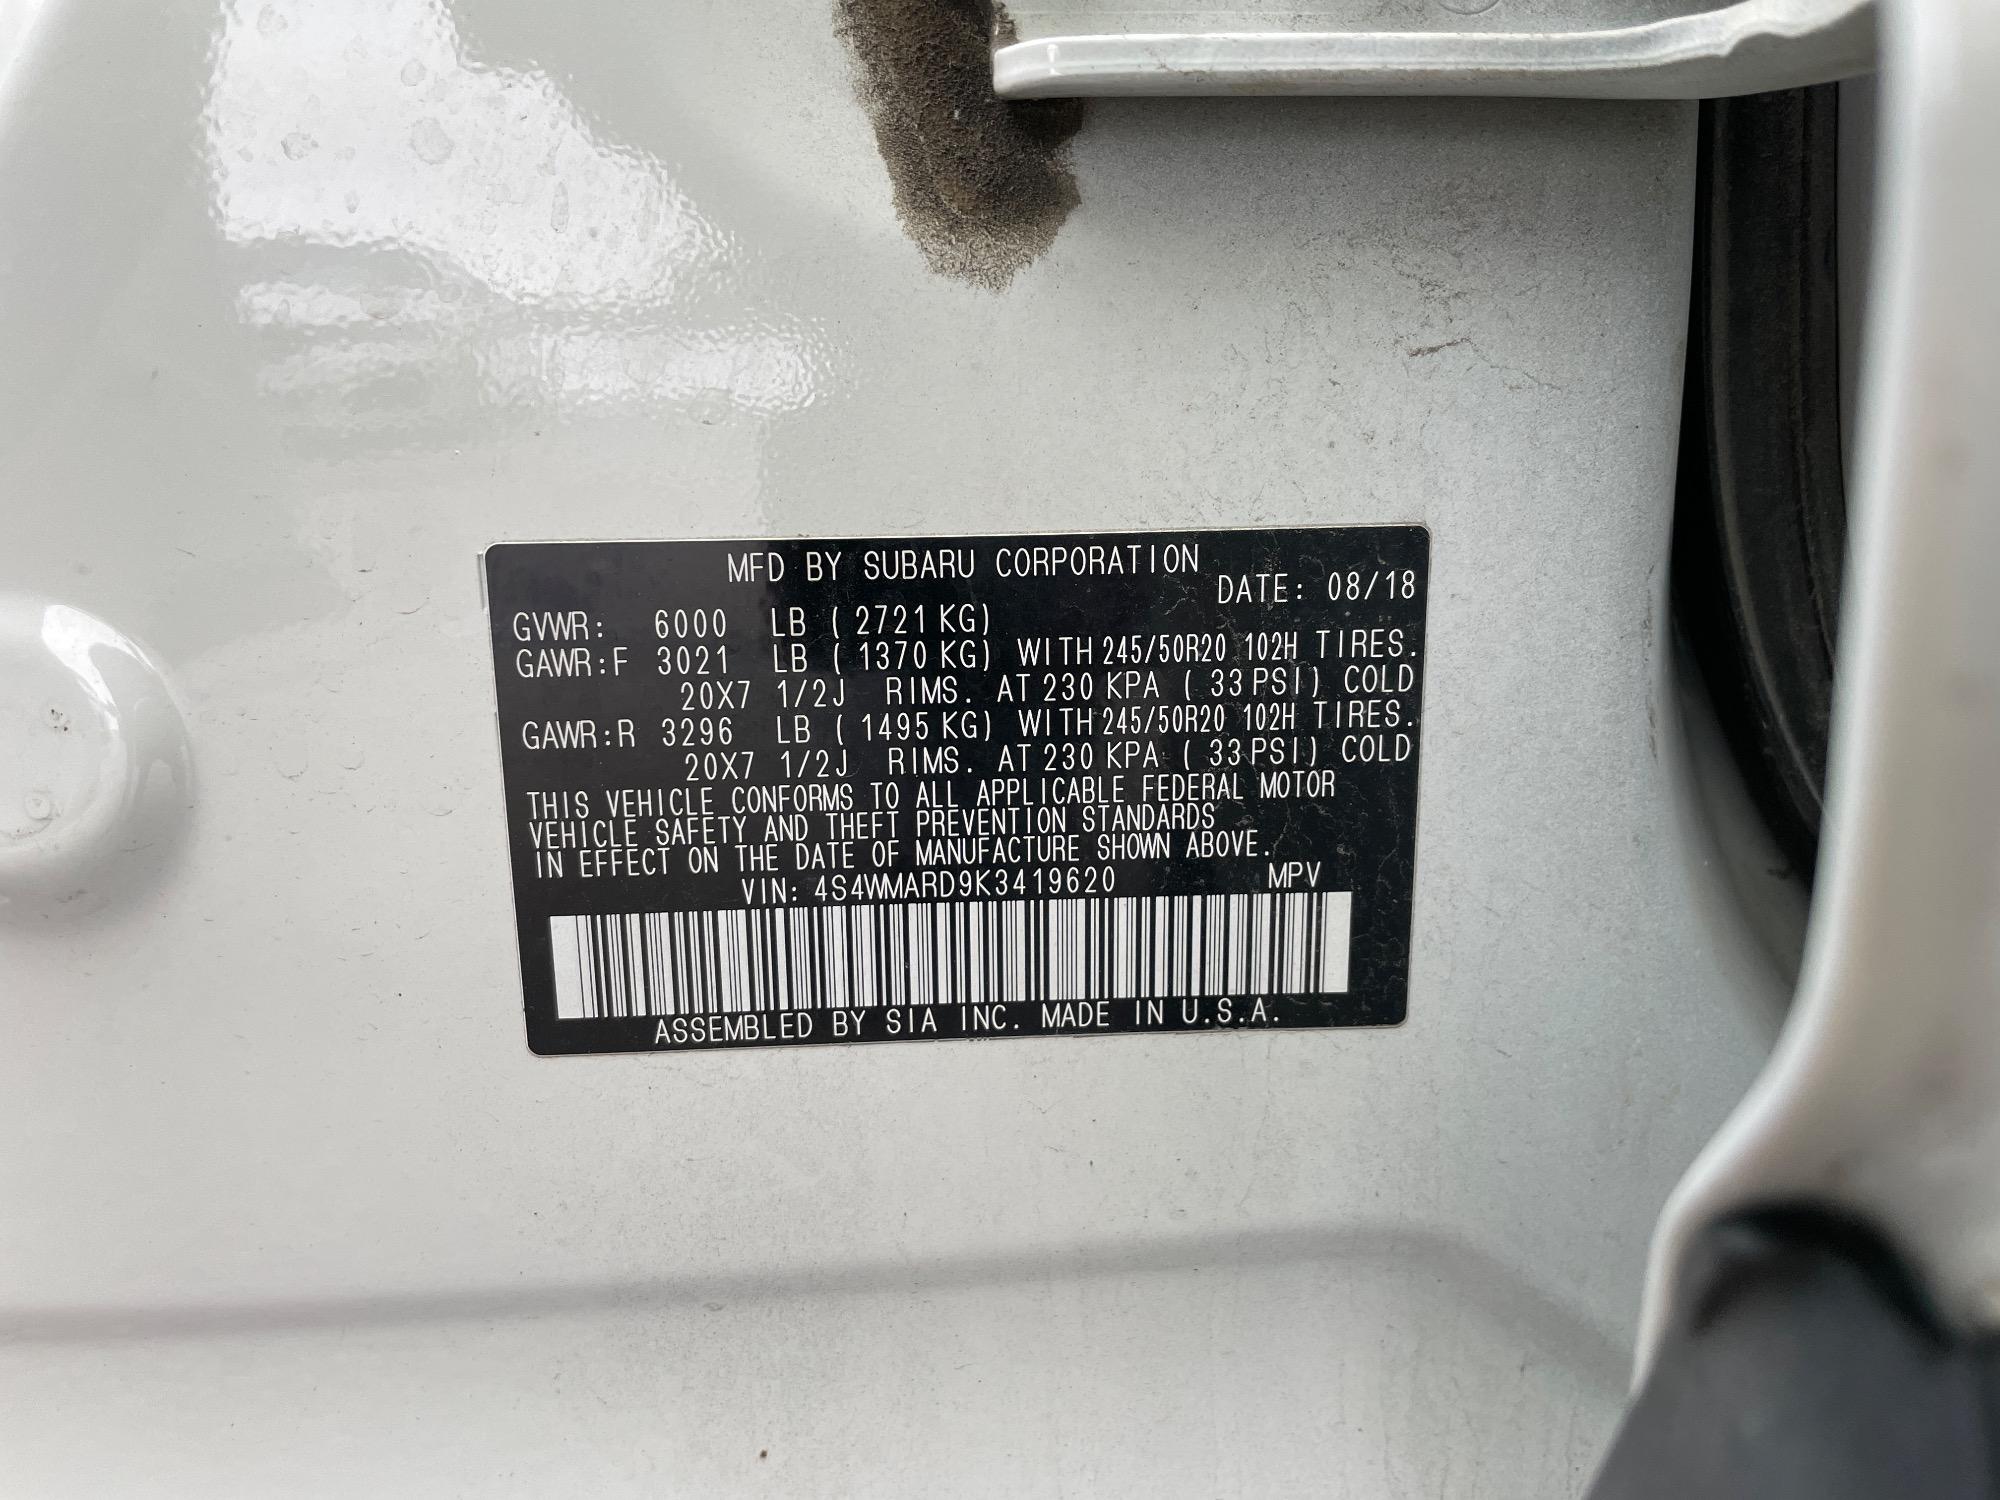 MFD BY SUBARU CORPORATION
DATE: 08/18
GVWR: 6000 LB ( 2721 KG)
GAWR:F 3021 LB ( 1370 KG) WITH 245/50R20 102H TIRES.
20X7 1/2J RIMS. AT 230 KPA ( 33 PSI) COLD
GAWR:R 3296 LB ( 1495 KG) WITH 245/50R20 102H TIRES.
20X7 1/2J RIMS. AT 230 KPA ( 33 PSI) COLD
THIS VEHICLE CONFORMS TO ALL APPLICABLE FEDERAL MOTOR
VEHICLE SAFETY AND THEFT PREVENTION STANDARDS
IN EFFECT ON THE DATE OF MANUFACTURE SHOWN ABOVE.
VIN: 4S4WMARD9K3419620 MPV
ASSEMBLED BY SIA INC. MADE IN U.S.A.